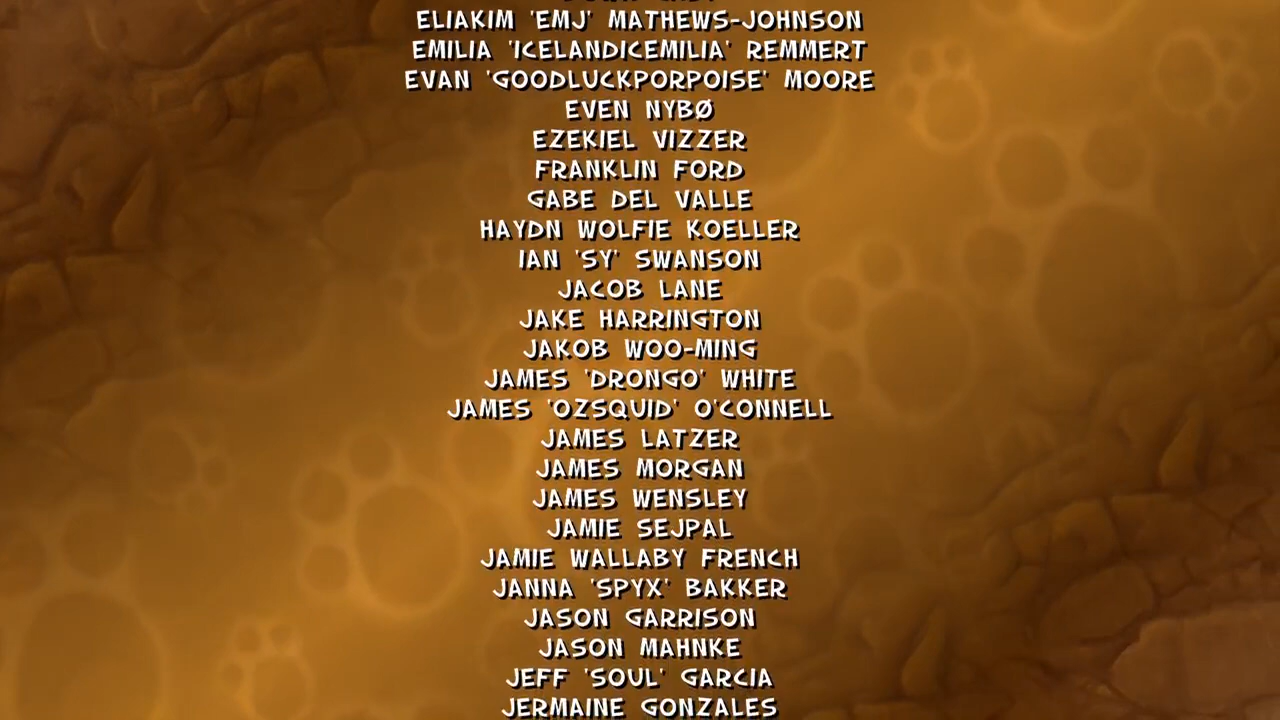 ELIAKIM 'EMJ' MATHEWS-JOHNSON
EMILIA 'ICELANDICEMILIA' REMMERT
EVAN 'GOODLUCKPORPOISE' MOORE
EVEN NYBØ
EZEKIEL VIZZER
FRANKLIN FORD
GABE DEL VALLE
HAYDN WOLFIE KOELLER
IAN 'SY' SWANSON
JACOB LANE
JAKE HARRINGTON
JAKOB WOO-MING
JAMES 'DRONGO' WHITE
JAMES 'OZSQUID' O'CONNELL
JAMES LATZER
JAMES MORGAN
JAMES WENSLEY
JAMIE SEJPAL
JAMIE WALLABY FRENCH
JANNA 'SPYX' BAKKER
JASON GARRISON
JASON MAHNKE
JEFF 'SOUL' GARCIA
JERMAINE GONZALES